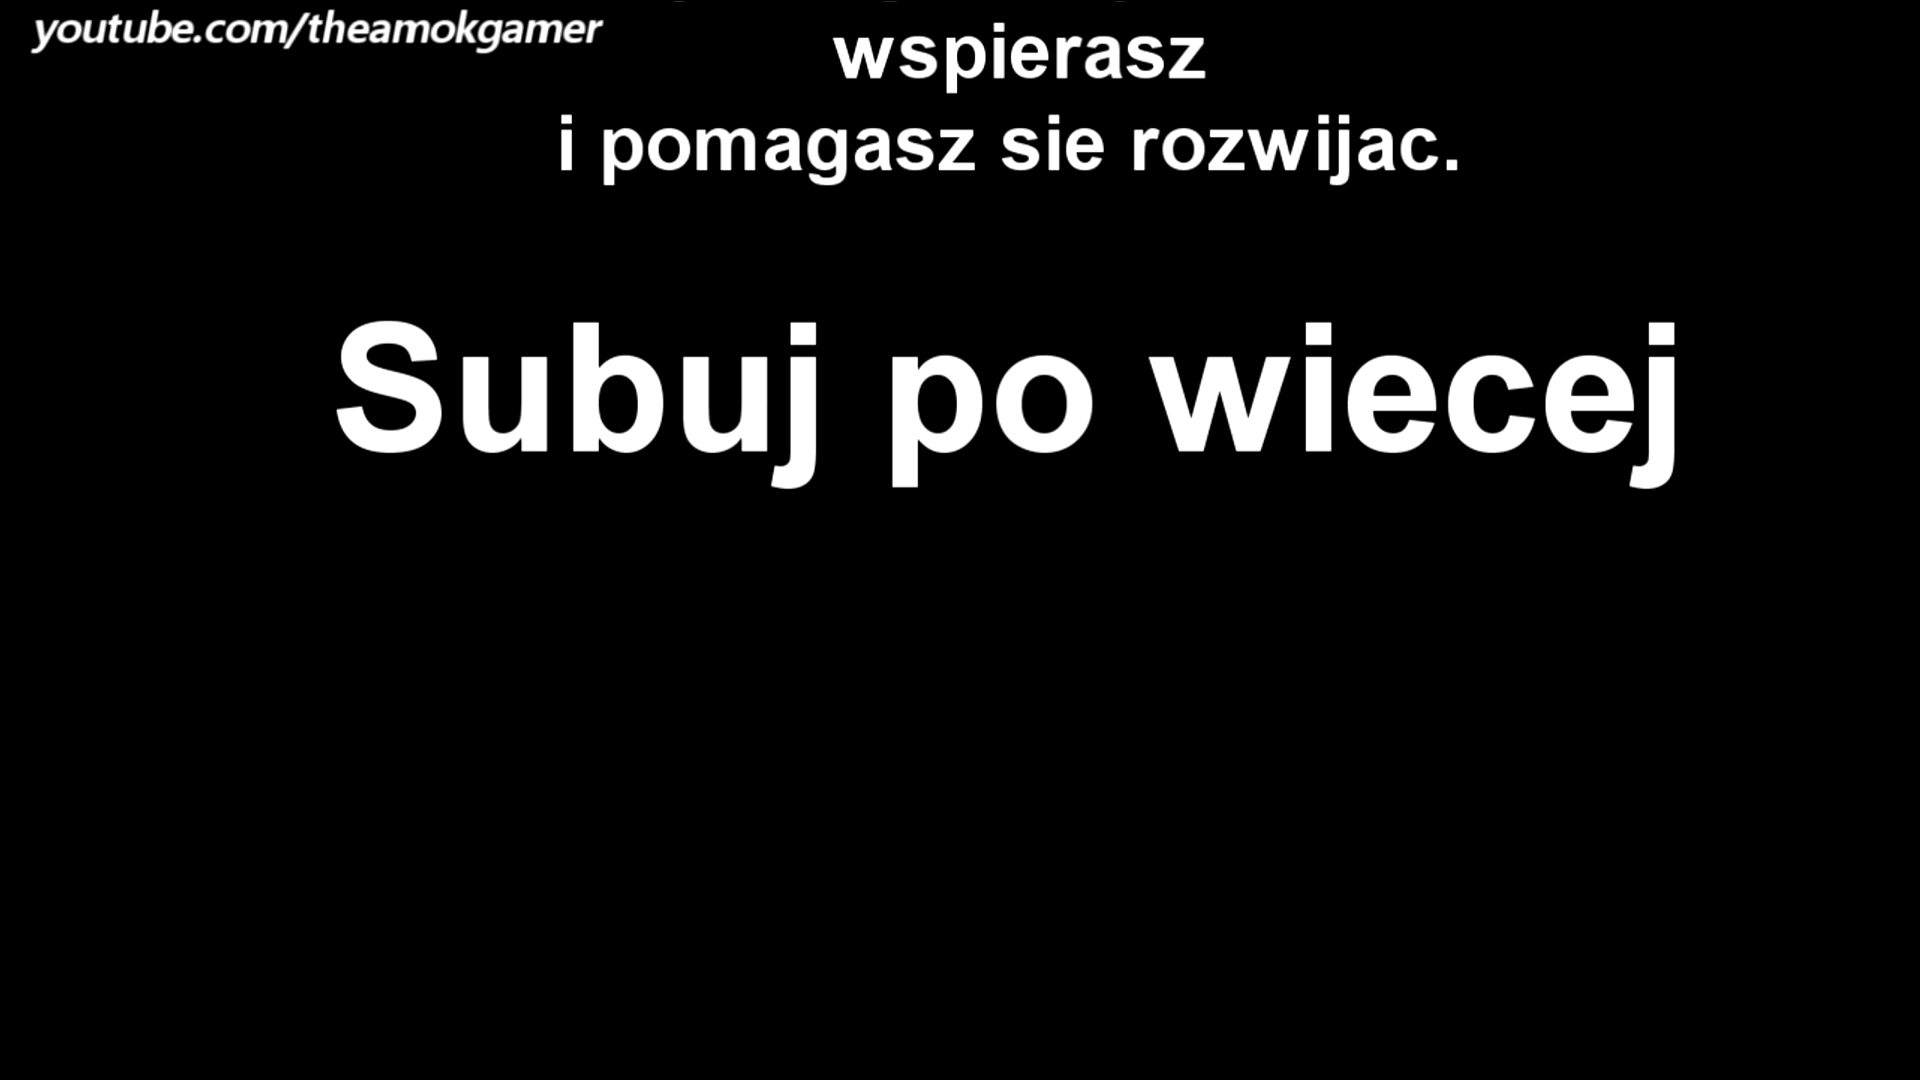 youtube.com/theamokgamer
wspierasz
i pomagasz sie rozwijac.
Subuj po wiecej